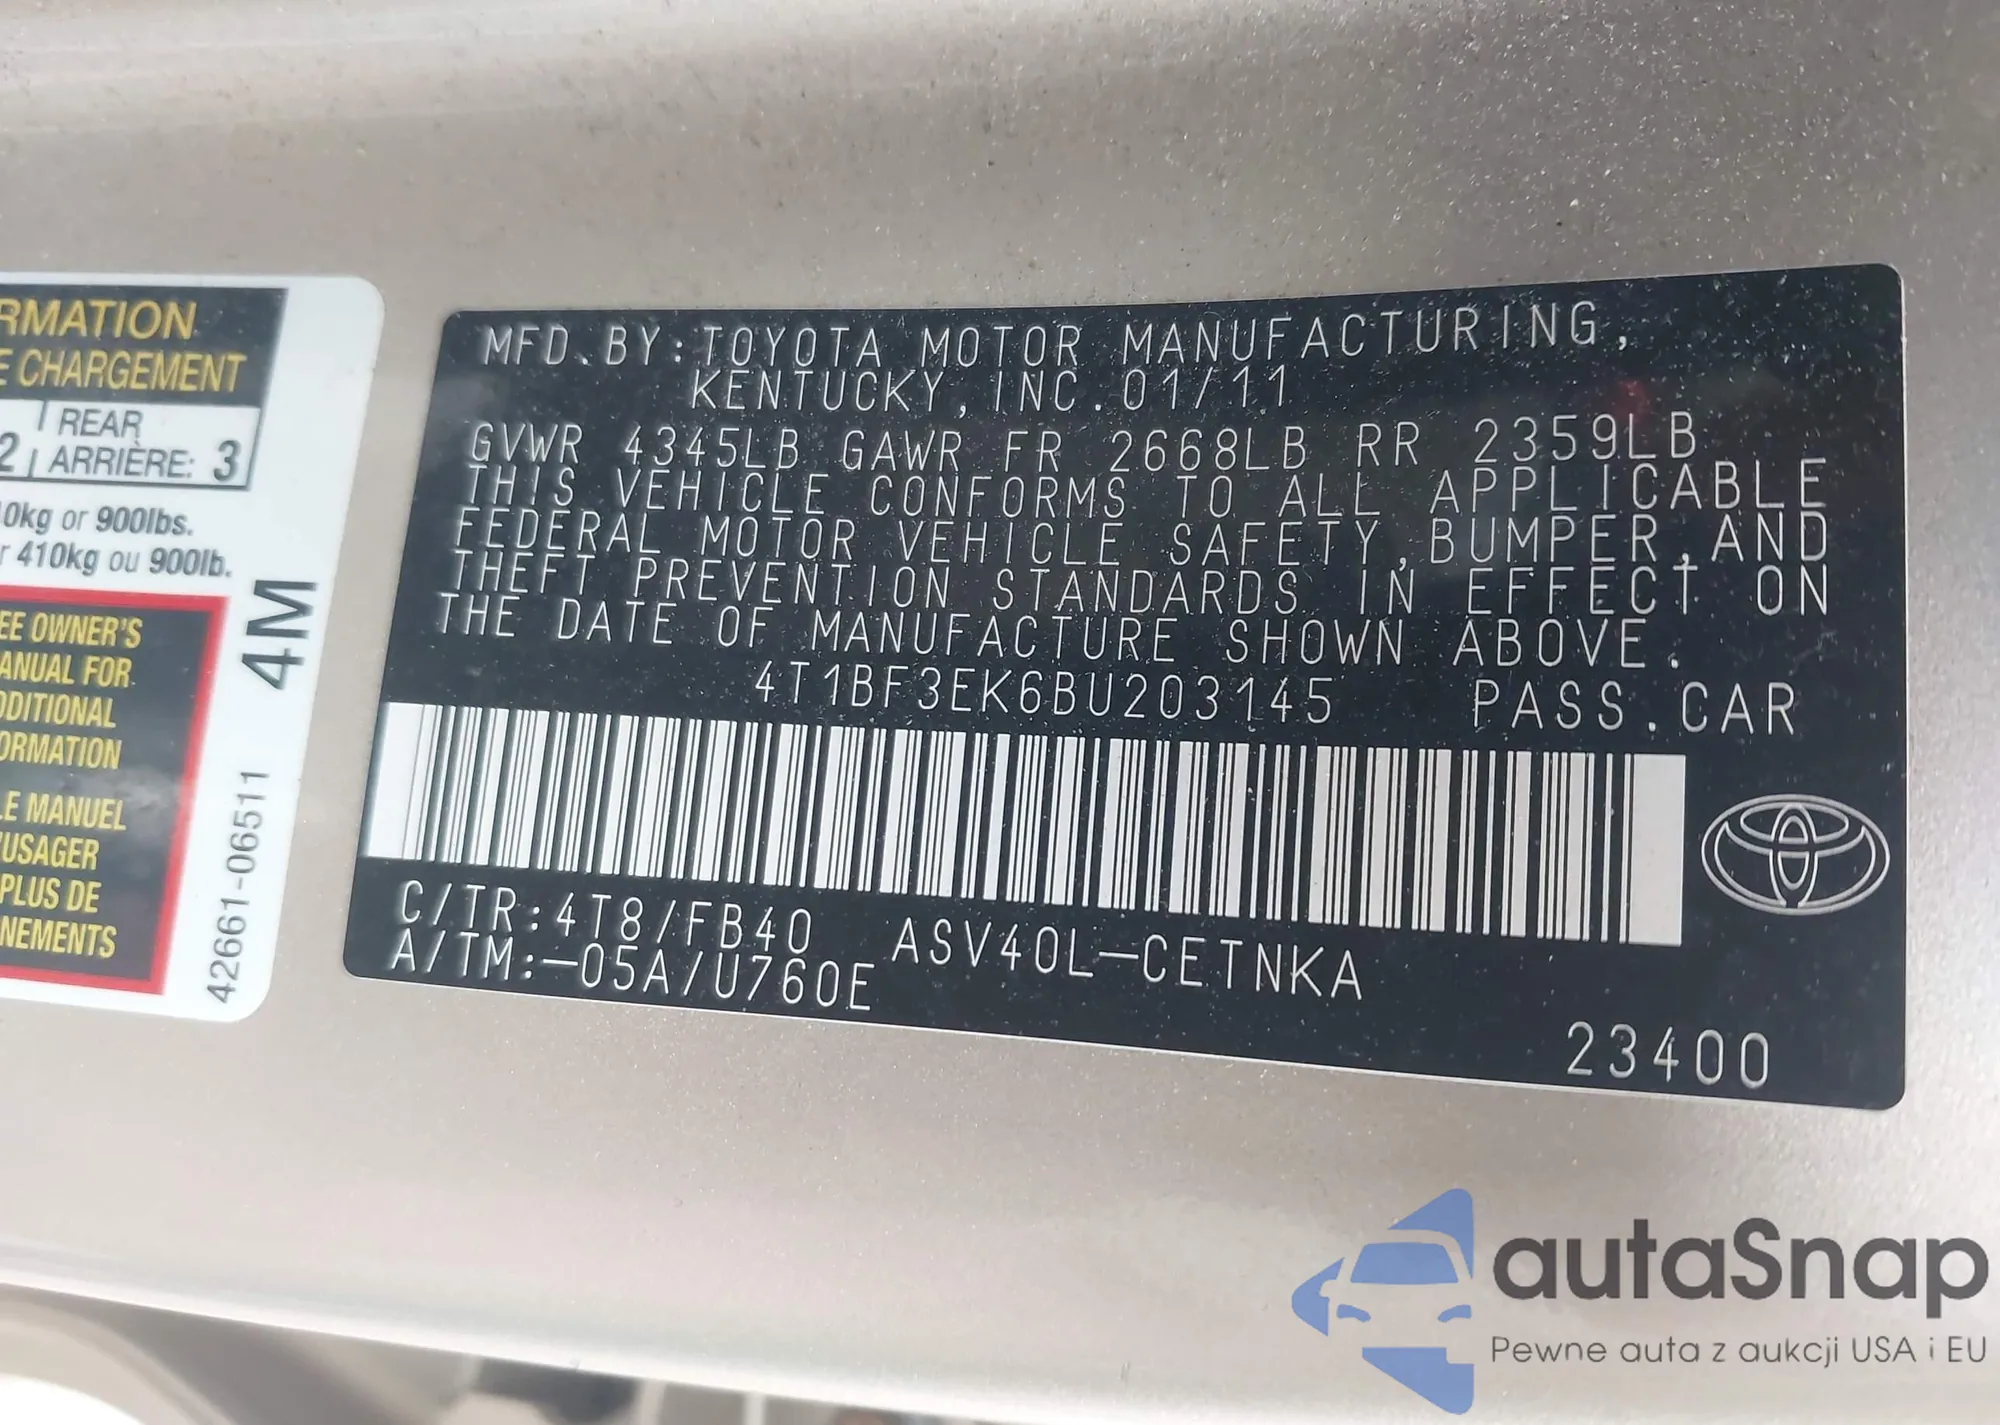 RMATION
E CHARGEMENT
REAR
2 ARRIÈRE: 3
0kg or 900lbs.
r 410kg ou 900lb.
EE OWNER'S
ANUAL FOR
DDITIONAL
ORMATION
LE MANUEL
'USAGER
PLUS DE
NEMENTS
4M
42661-06511
MFD.BY:TOYOTA MOTOR MANUFACTURING,
KENTUCKY,INC.01/11
GVWR 4345LB GAWR FR 2668LB RR 2359LB
THIS VEHICLE CONFORMS TO ALL APPLICABLE
FEDERAL MOTOR VEHICLE SAFETY,BUMPER,AND
THEFT PREVENTION STANDARDS IN EFFECT ON
THE DATE OF MANUFACTURE SHOWN ABOVE.
4T1BF3EK6BU203145 PASS.CAR
C/TR:4T8/FB40 ASV40L-CETNKA
A/TM:-05A/U760E
23400
autaSnap
Pewne auta z aukcji USA i EU